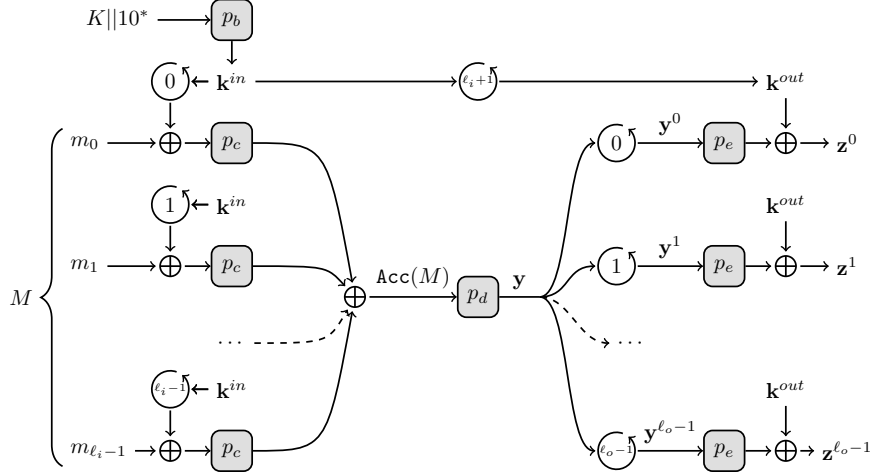 K||10* p_b
0 k^{in} ℓ_i+1 k^{out}
m_0 p_c 0 y^0 p_e z^0
1 k^{in} k^{out}
m_1 p_c 1 y^1 p_e z^1
M Acc(M) p_d y
... ...
ℓ_i−1 k^{in} k^{out}
m_{ℓ_i−1} p_c ℓ_o−1 y^{ℓ_o−1} p_e z^{ℓ_o−1}